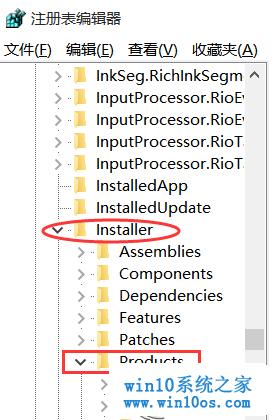 注册表编辑器
文件(F) 编辑(E) 查看(V) 收藏夹(A)
InkSeg.RichInkSegm
InputProcessor.RioEv
InputProcessor.RioEv
InputProcessor.RioTa
InputProcessor.RioTa
InstalledApp
InstalledUpdate
Installer
Assemblies
Components
Dependencies
Features
Patches
Products
win10系统之家
www.win10os.com